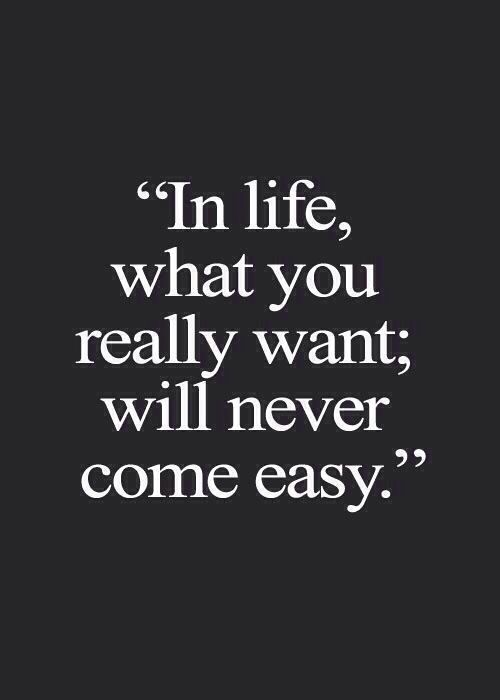 “In life,
what you
really want;
will never
come easy.”